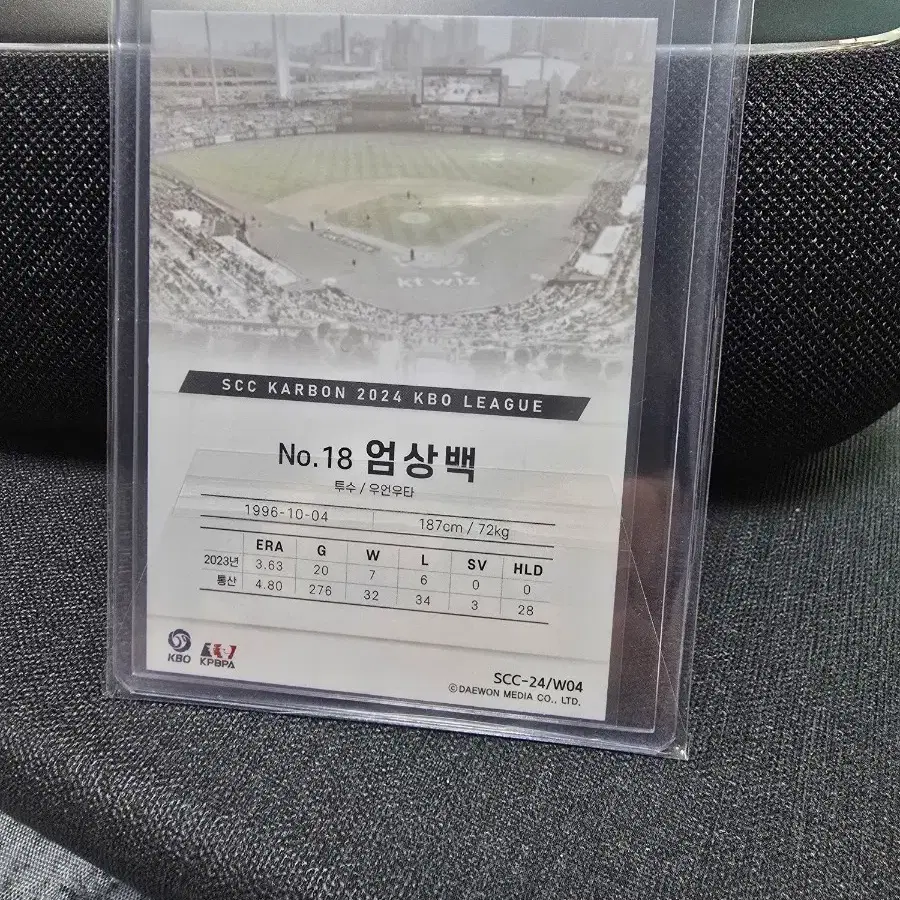 kt wiz
SCC KARBON 2024 KBO LEAGUE
No.18 엄상백
투수 / 우언우타
1996-10-04 187cm / 72kg
ERA G W L SV HLD
2023년 3.63 20 7 6 0 0
통산 4.80 276 32 34 3 28
KBO KPBPA
SCC-24/W04
©DAEWON MEDIA CO., LTD.